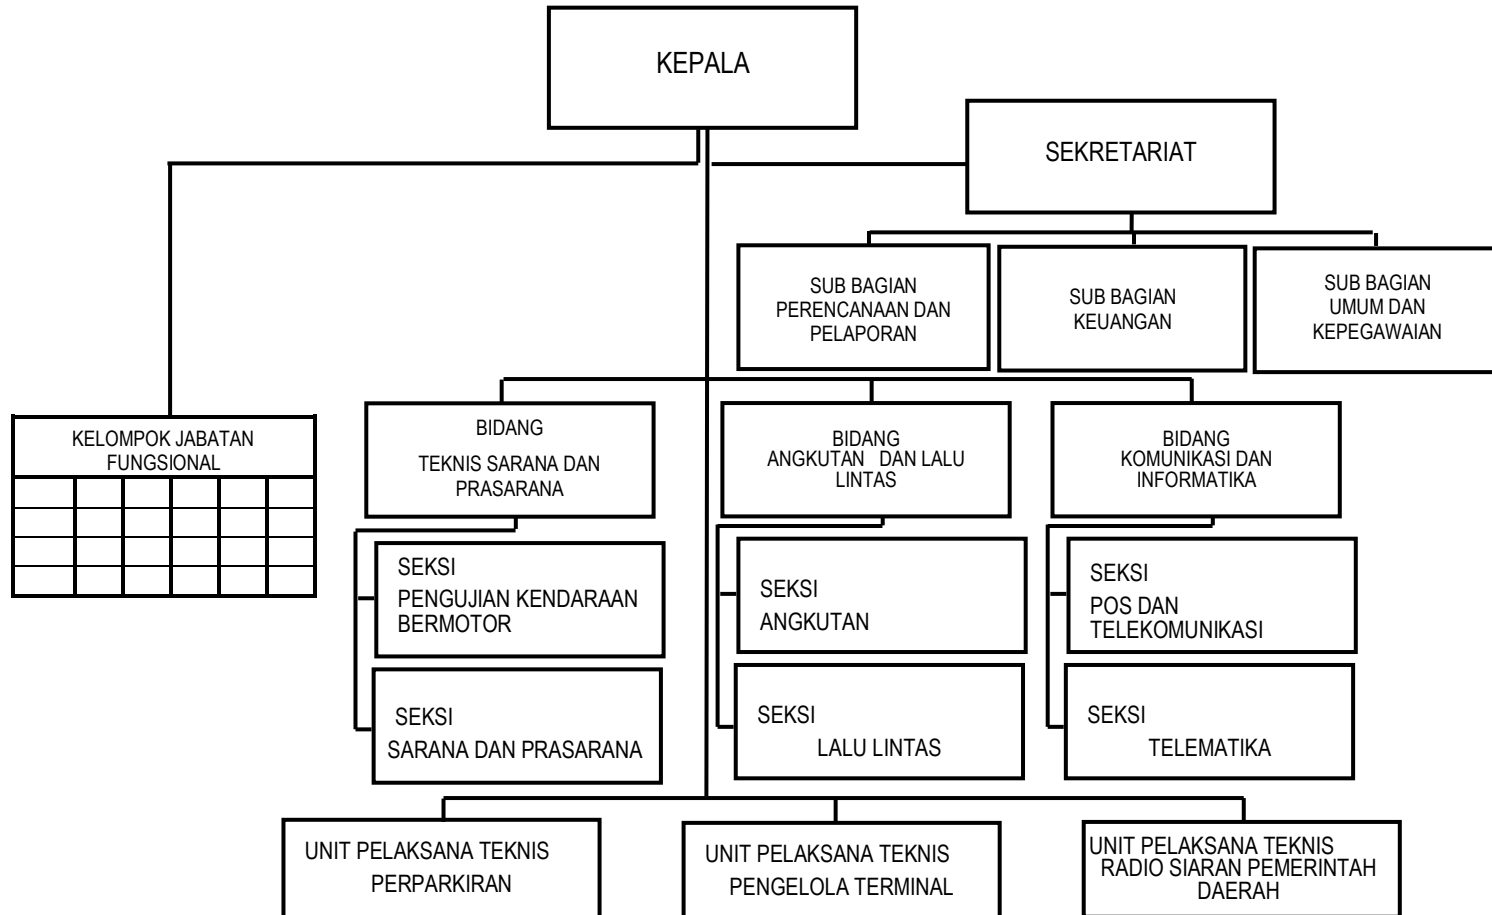 KEPALA
SEKRETARIAT
SUB BAGIAN
PERENCANAAN DAN
PELAPORAN
SUB BAGIAN
KEUANGAN
SUB BAGIAN
UMUM DAN
KEPEGAWAIAN
KELOMPOK JABATAN
FUNGSIONAL
BIDANG
TEKNIS SARANA DAN
PRASARANA
BIDANG
ANGKUTAN DAN LALU
LINTAS
BIDANG
KOMUNIKASI DAN
INFORMATIKA
SEKSI
PENGUJIAN KENDARAAN
BERMOTOR
SEKSI
ANGKUTAN
SEKSI
POS DAN
TELEKOMUNIKASI
SEKSI
SARANA DAN PRASARANA
SEKSI
LALU LINTAS
SEKSI
TELEMATIKA
UNIT PELAKSANA TEKNIS
PERPARKIRAN
UNIT PELAKSANA TEKNIS
PENGELOLA TERMINAL
UNIT PELAKSANA TEKNIS
RADIO SIARAN PEMERINTAH
DAERAH